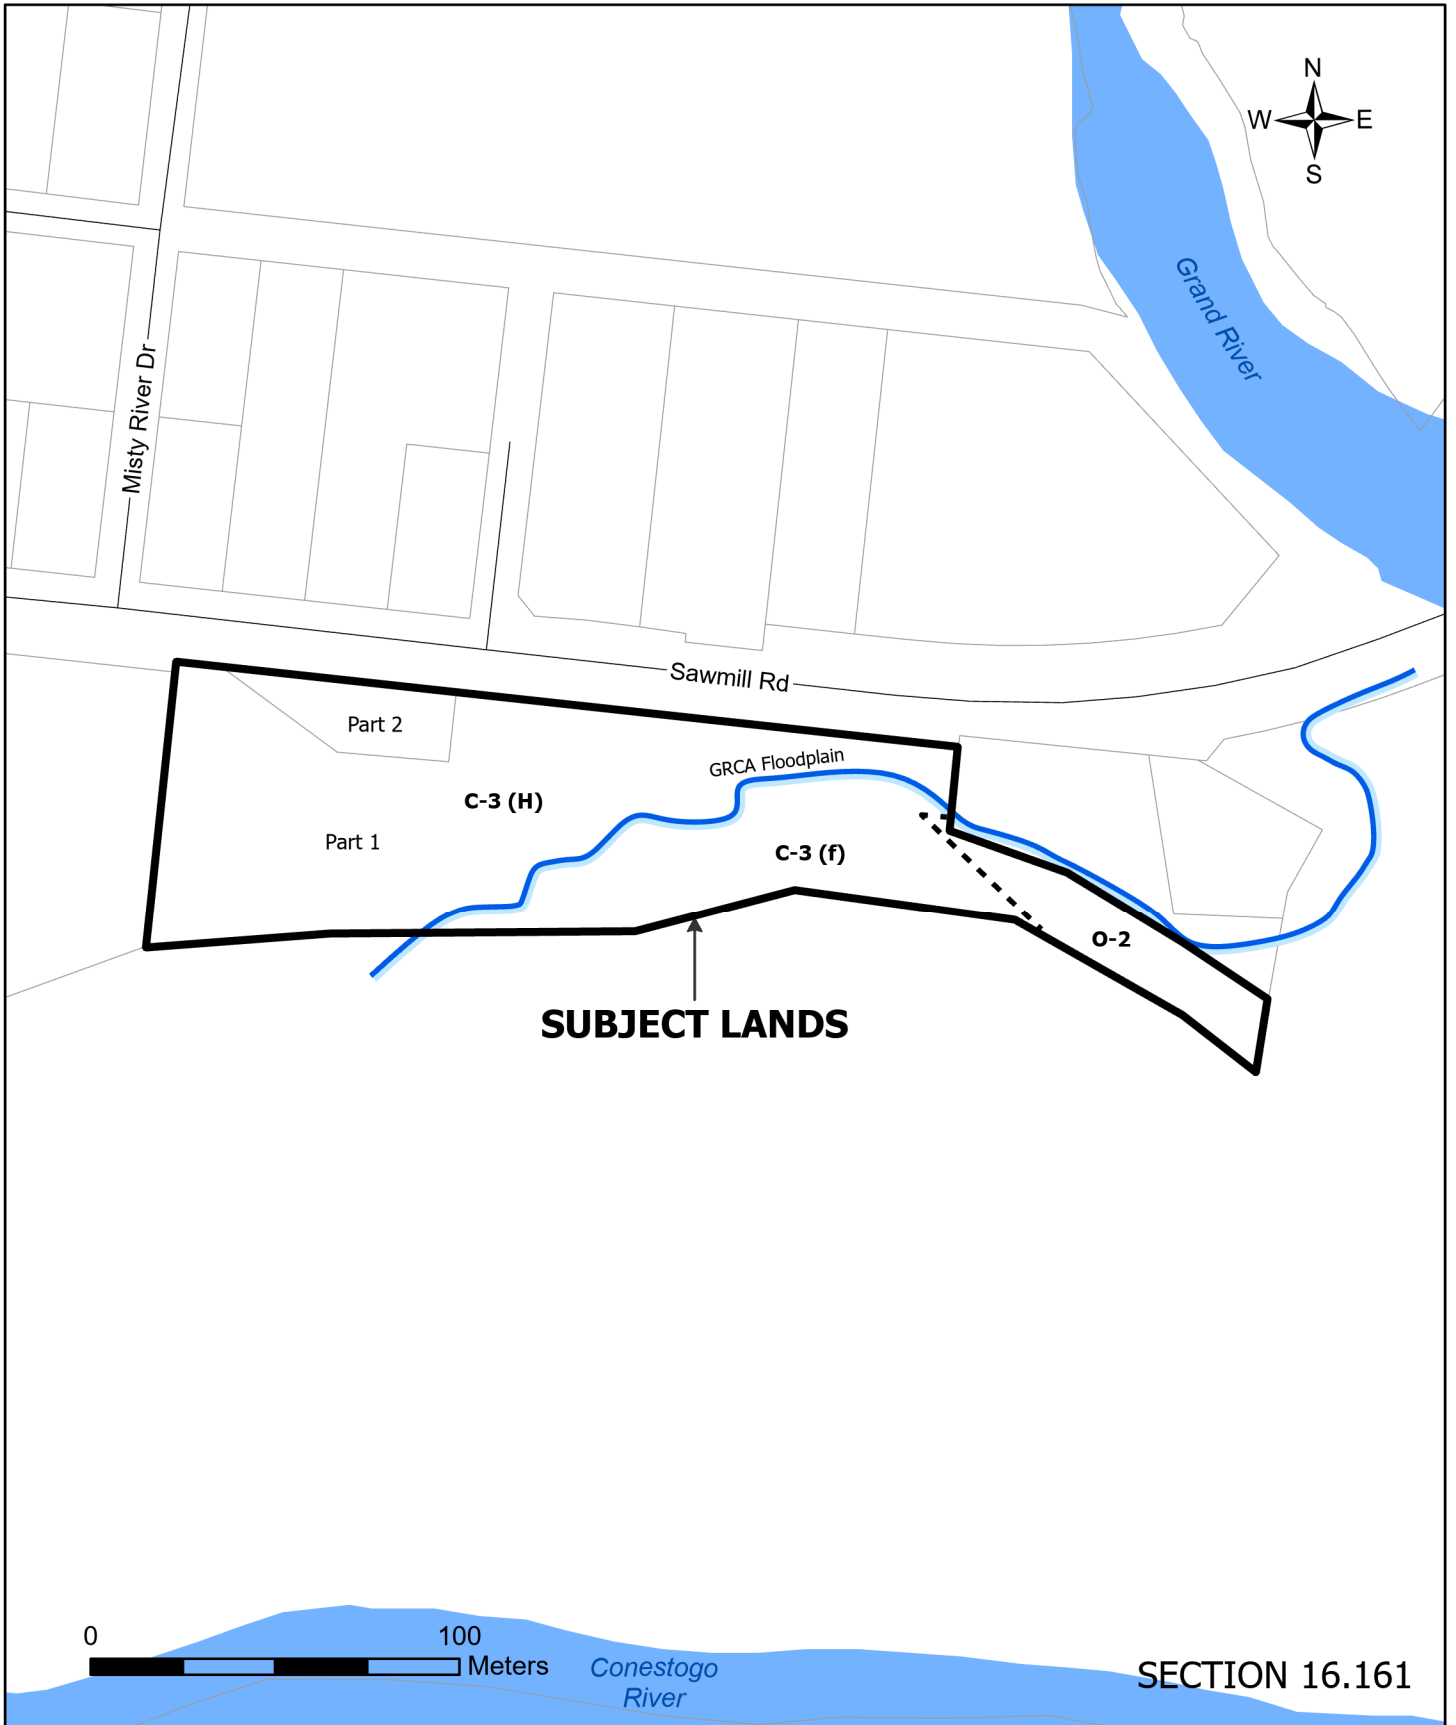 N
W E
S
Grand River
Misty River Dr
Sawmill Rd
Part 2
GRCA Floodplain
C-3 (H)
Part 1
C-3 (f)
O-2
SUBJECT LANDS
0 100
Meters
Conestogo
River
SECTION 16.161